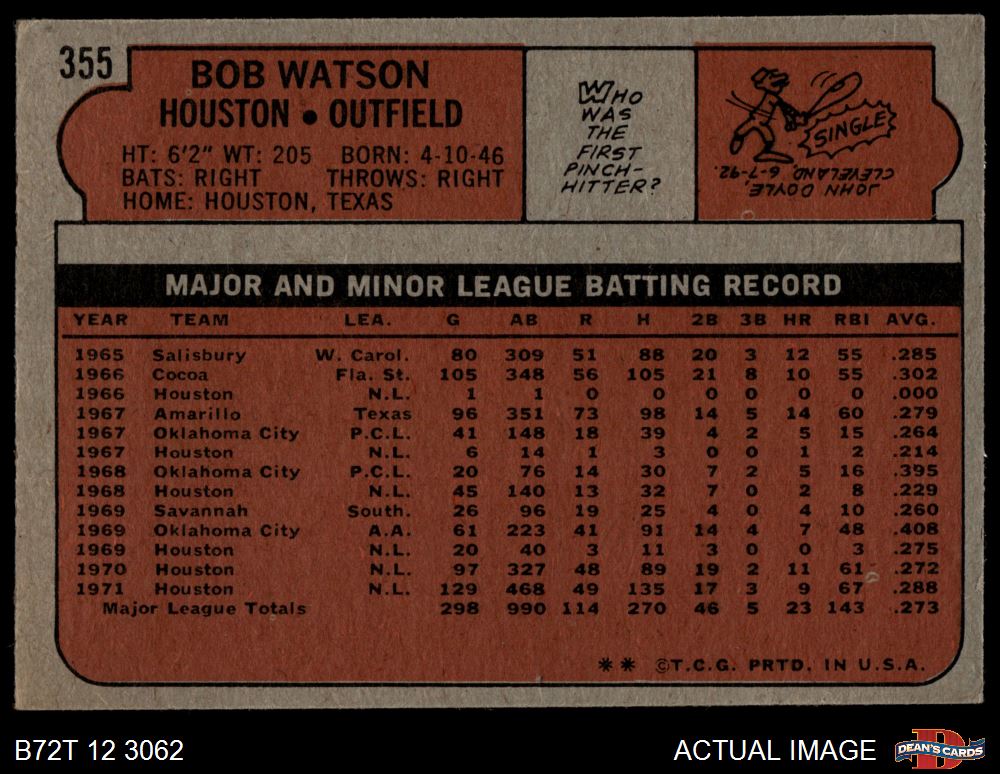 355
BOB WATSON
HOUSTON • OUTFIELD
HT: 6'2" WT: 205 BORN: 4-10-46
BATS: RIGHT THROWS: RIGHT
HOME: HOUSTON, TEXAS
WHO
WAS
THE
FIRST
PINCH-
HITTER?
SINGLE
JOHN DOYLE,
CLEVELAND, 6-7-'92.
MAJOR AND MINOR LEAGUE BATTING RECORD
YEAR TEAM LEA. G AB R H 2B 3B HR RBI AVG.
1965 Salisbury W. Carol. 80 309 51 88 20 3 12 55 .285
1966 Cocoa Fla. St. 105 348 56 105 21 8 10 55 .302
1966 Houston N.L. 1 1 0 0 0 0 0 0 .000
1967 Amarillo Texas 96 351 73 98 14 5 14 60 .279
1967 Oklahoma City P.C.L. 41 148 18 39 4 2 5 15 .264
1967 Houston N.L. 6 14 1 3 0 0 1 2 .214
1968 Oklahoma City P.C.L. 20 76 14 30 7 2 5 16 .395
1968 Houston N.L. 45 140 13 32 7 0 2 8 .229
1969 Savannah South. 26 96 19 25 4 0 4 10 .260
1969 Oklahoma City A.A. 61 223 41 91 14 4 7 48 .408
1969 Houston N.L. 20 40 3 11 3 0 0 3 .275
1970 Houston N.L. 97 327 48 89 19 2 11 61 .272
1971 Houston N.L. 129 468 49 135 17 3 9 67 .288
Major League Totals 298 990 114 270 46 5 23 143 .273
** ©T.C.G. PRTD. IN U.S.A.
B72T 12 3062
ACTUAL IMAGE
D
DEAN'S CARDS